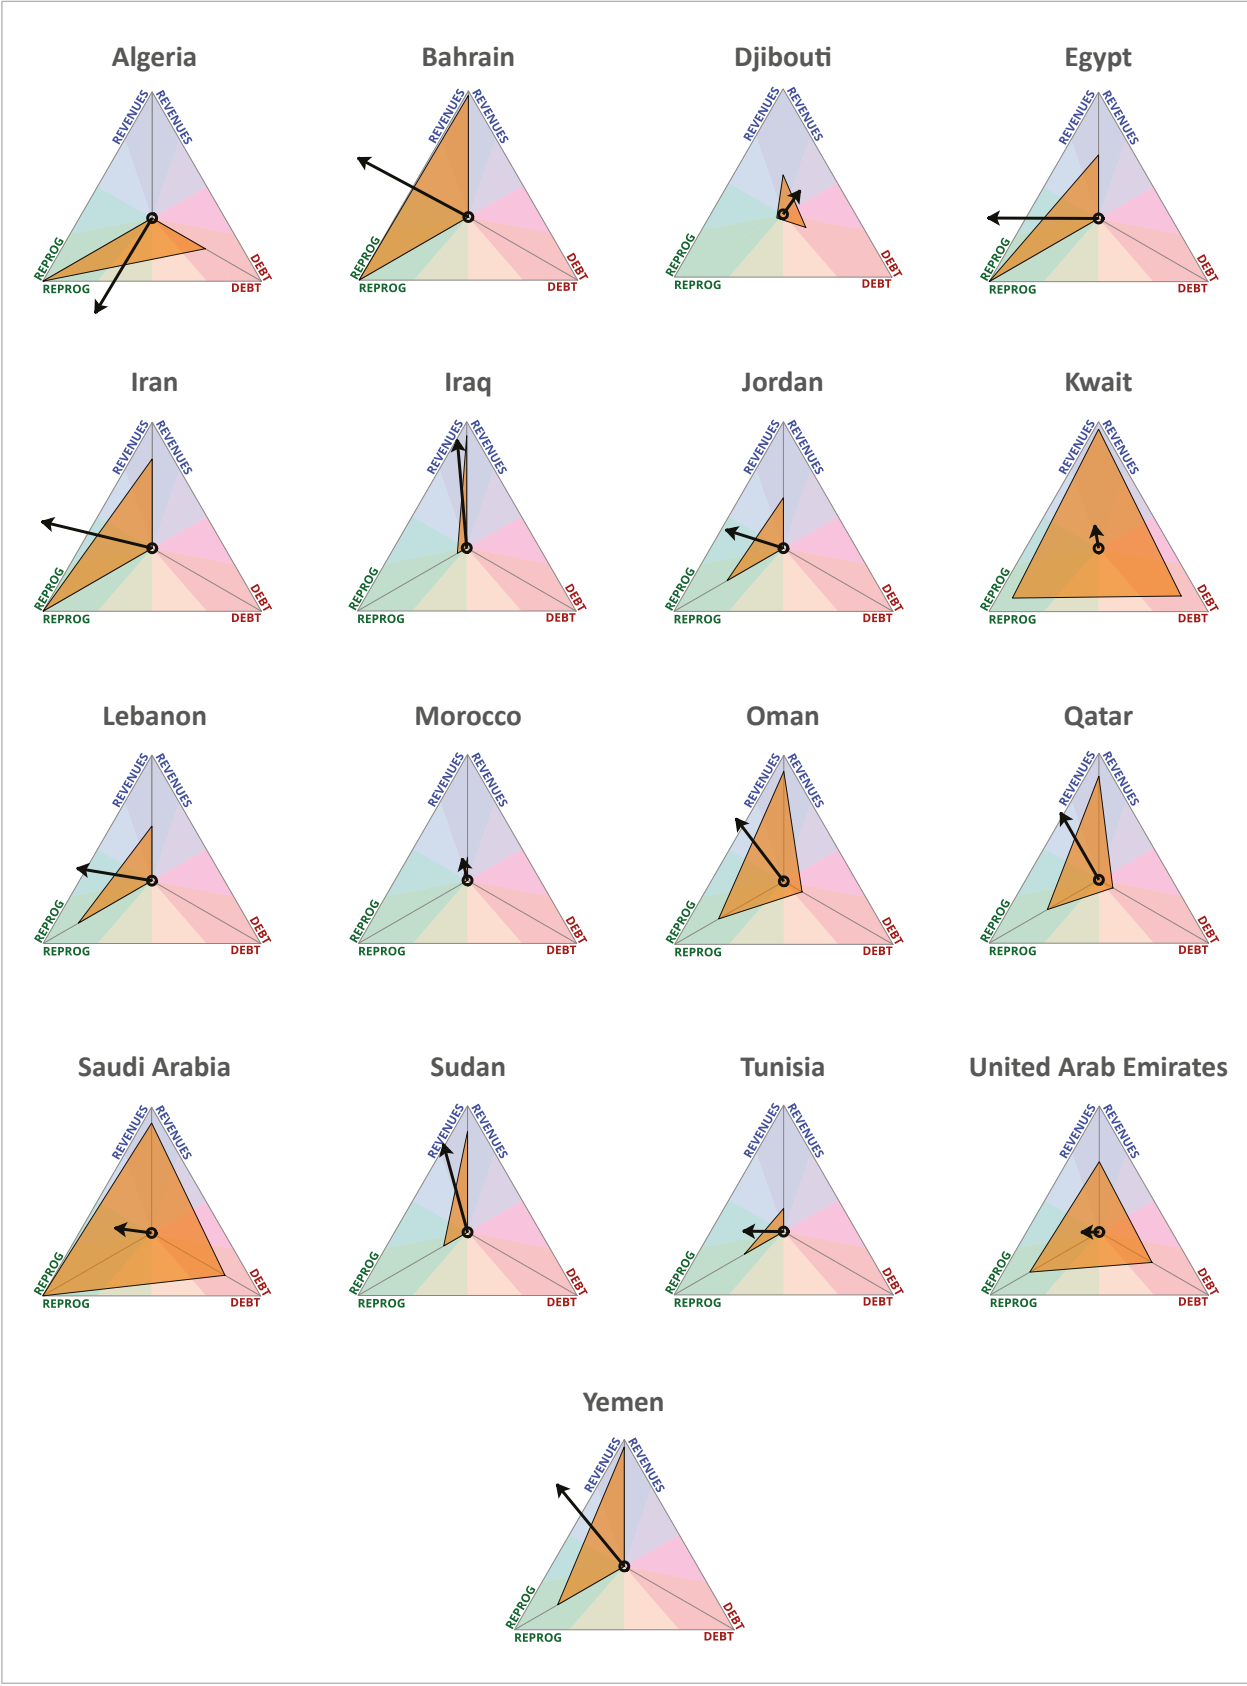 Algeria
REVENUES
REVENUES
REPROG
REPROG
DEBT
DEBT
Bahrain
REVENUES
REVENUES
REPROG
REPROG
DEBT
DEBT
Djibouti
REVENUES
REVENUES
REPROG
REPROG
DEBT
DEBT
Egypt
REVENUES
REVENUES
REPROG
REPROG
DEBT
DEBT
Iran
REVENUES
REVENUES
REPROG
REPROG
DEBT
DEBT
Iraq
REVENUES
REVENUES
REPROG
REPROG
DEBT
DEBT
Jordan
REVENUES
REVENUES
REPROG
REPROG
DEBT
DEBT
Kwait
REVENUES
REVENUES
REPROG
REPROG
DEBT
DEBT
Lebanon
REVENUES
REVENUES
REPROG
REPROG
DEBT
DEBT
Morocco
REVENUES
REVENUES
REPROG
REPROG
DEBT
DEBT
Oman
REVENUES
REVENUES
REPROG
REPROG
DEBT
DEBT
Qatar
REVENUES
REVENUES
REPROG
REPROG
DEBT
DEBT
Saudi Arabia
REVENUES
REVENUES
REPROG
REPROG
DEBT
DEBT
Sudan
REVENUES
REVENUES
REPROG
REPROG
DEBT
DEBT
Tunisia
REVENUES
REVENUES
REPROG
REPROG
DEBT
DEBT
United Arab Emirates
REVENUES
REVENUES
REPROG
REPROG
DEBT
DEBT
Yemen
REVENUES
REVENUES
REPROG
REPROG
DEBT
DEBT